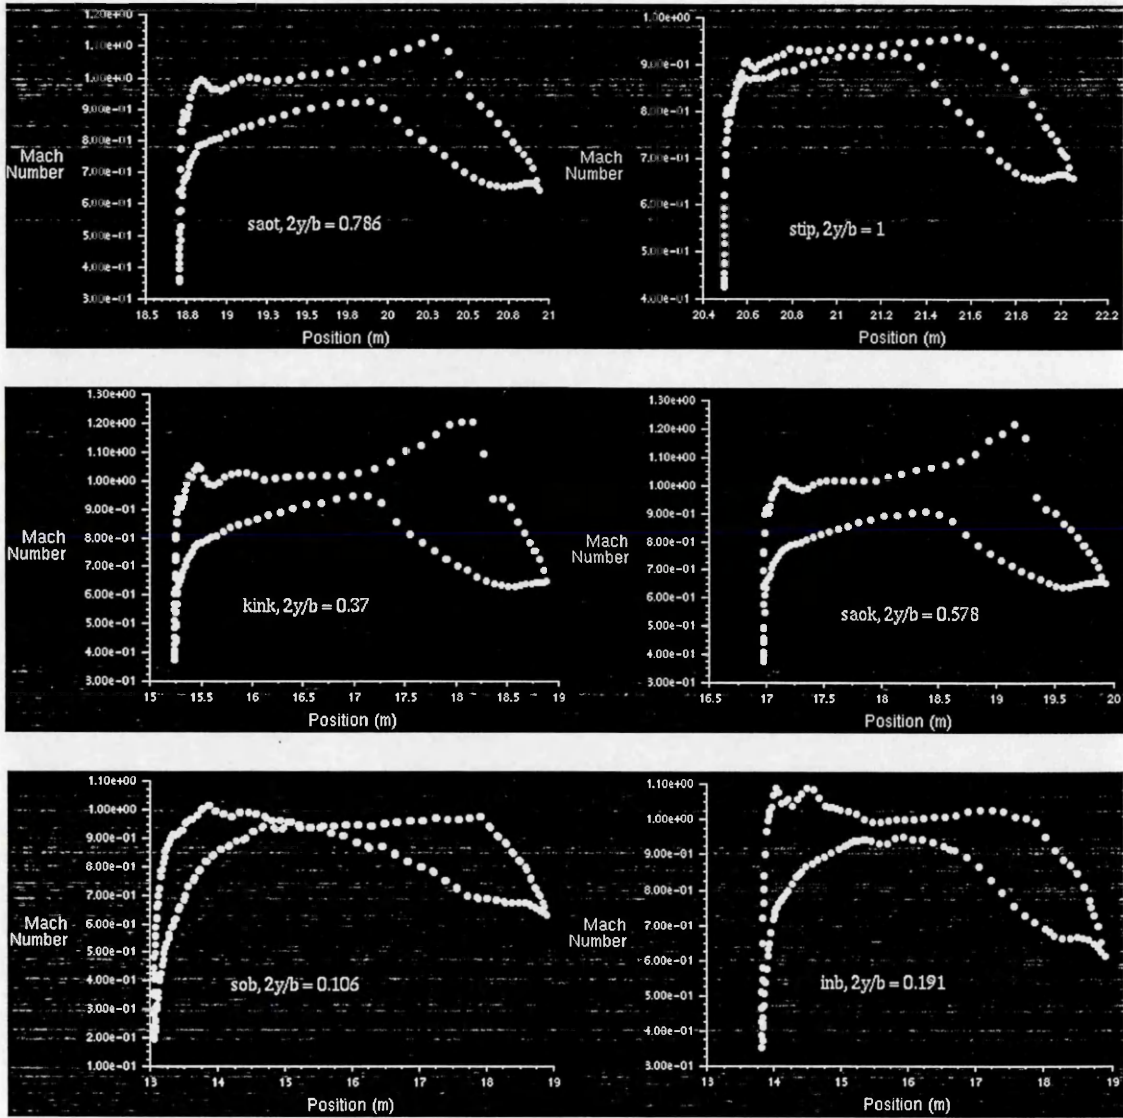 1.20e+00
1.10e+00
1.00e+00
9.00e-01
8.00e-01
7.00e-01
6.00e-01
5.00e-01
4.00e-01
3.00e-01
Mach
Number
saot, 2y/b = 0.786
18.5 18.8 19 19.3 19.5 19.8 20 20.3 20.5 20.8 21
Position (m)
1.00e+00
9.00e-01
8.00e-01
7.00e-01
6.00e-01
5.00e-01
4.00e-01
Mach
Number
stip, 2y/b = 1
20.4 20.6 20.8 21 21.2 21.4 21.6 21.8 22 22.2
Position (m)
1.30e+00
1.20e+00
1.10e+00
1.00e+00
9.00e-01
8.00e-01
7.00e-01
6.00e-01
5.00e-01
4.00e-01
3.00e-01
Mach
Number
kink, 2y/b = 0.37
15 15.5 16 16.5 17 17.5 18 18.5 19
Position (m)
1.30e+00
1.20e+00
1.10e+00
1.00e+00
9.00e-01
8.00e-01
7.00e-01
6.00e-01
5.00e-01
4.00e-01
3.00e-01
Mach
Number
saok, 2y/b = 0.578
16.5 17 17.5 18 18.5 19 19.5 20
Position (m)
1.10e+00
1.00e+00
9.00e-01
8.00e-01
7.00e-01
6.00e-01
5.00e-01
4.00e-01
3.00e-01
2.00e-01
1.00e-01
Mach
Number
sob, 2y/b = 0.106
13 14 15 16 17 18 19
Position (m)
1.10e+00
1.00e+00
9.00e-01
8.00e-01
7.00e-01
6.00e-01
5.00e-01
4.00e-01
3.00e-01
Mach
Number
inb, 2y/b = 0.191
13 14 15 16 17 18 19
Position (m)